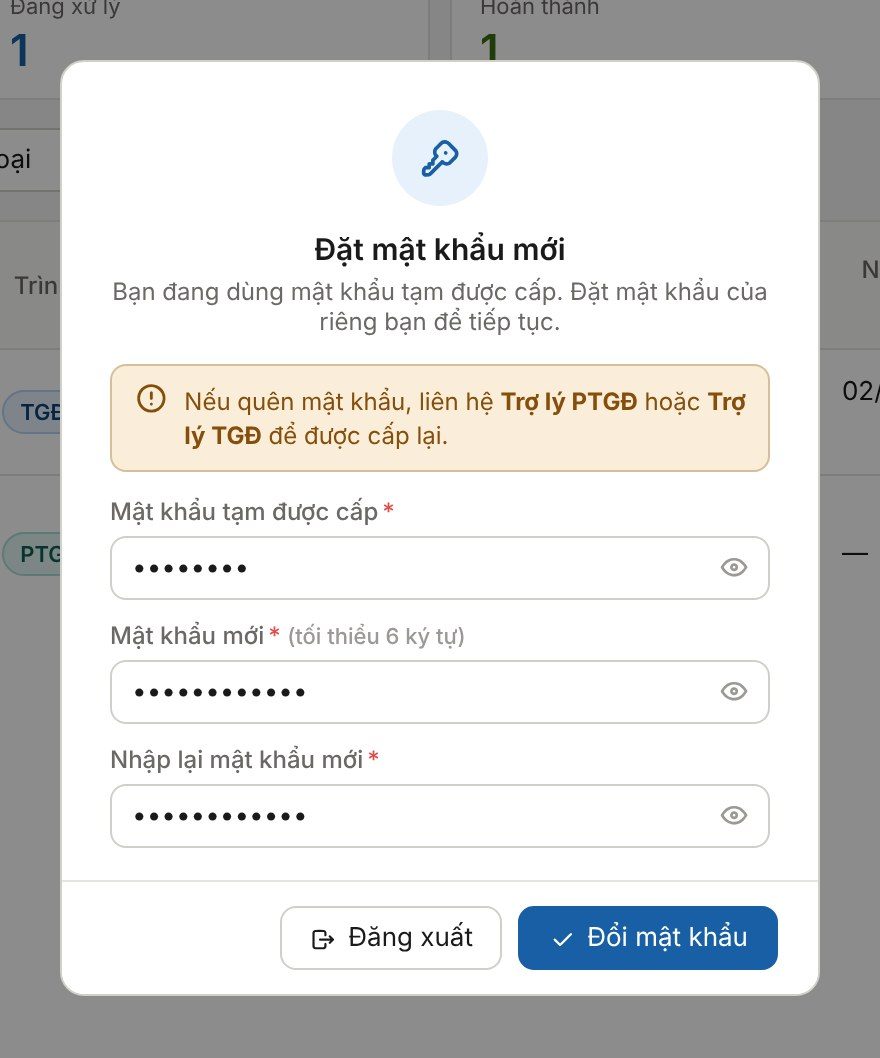 Đang xử lý
Hoàn thành
1
1
Đặt mật khẩu mới
Bạn đang dùng mật khẩu tạm được cấp. Đặt mật khẩu của
riêng bạn để tiếp tục.
Nếu quên mật khẩu, liên hệ Trợ lý PTGĐ hoặc Trợ
lý TGĐ để được cấp lại.
Mật khẩu tạm được cấp *
••••••••
Mật khẩu mới * (tối thiểu 6 ký tự)
••••••••••••
Nhập lại mật khẩu mới *
••••••••••••
Đăng xuất
Đổi mật khẩu